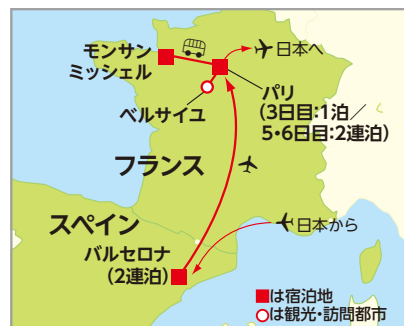 モンサン
ミッシェル
日本へ
パリ
(3日目:1泊/
5・6日目:2連泊)
ベルサイユ
フランス
スペイン
バルセロナ
(2連泊)
日本から
は宿泊地
は観光・訪問都市